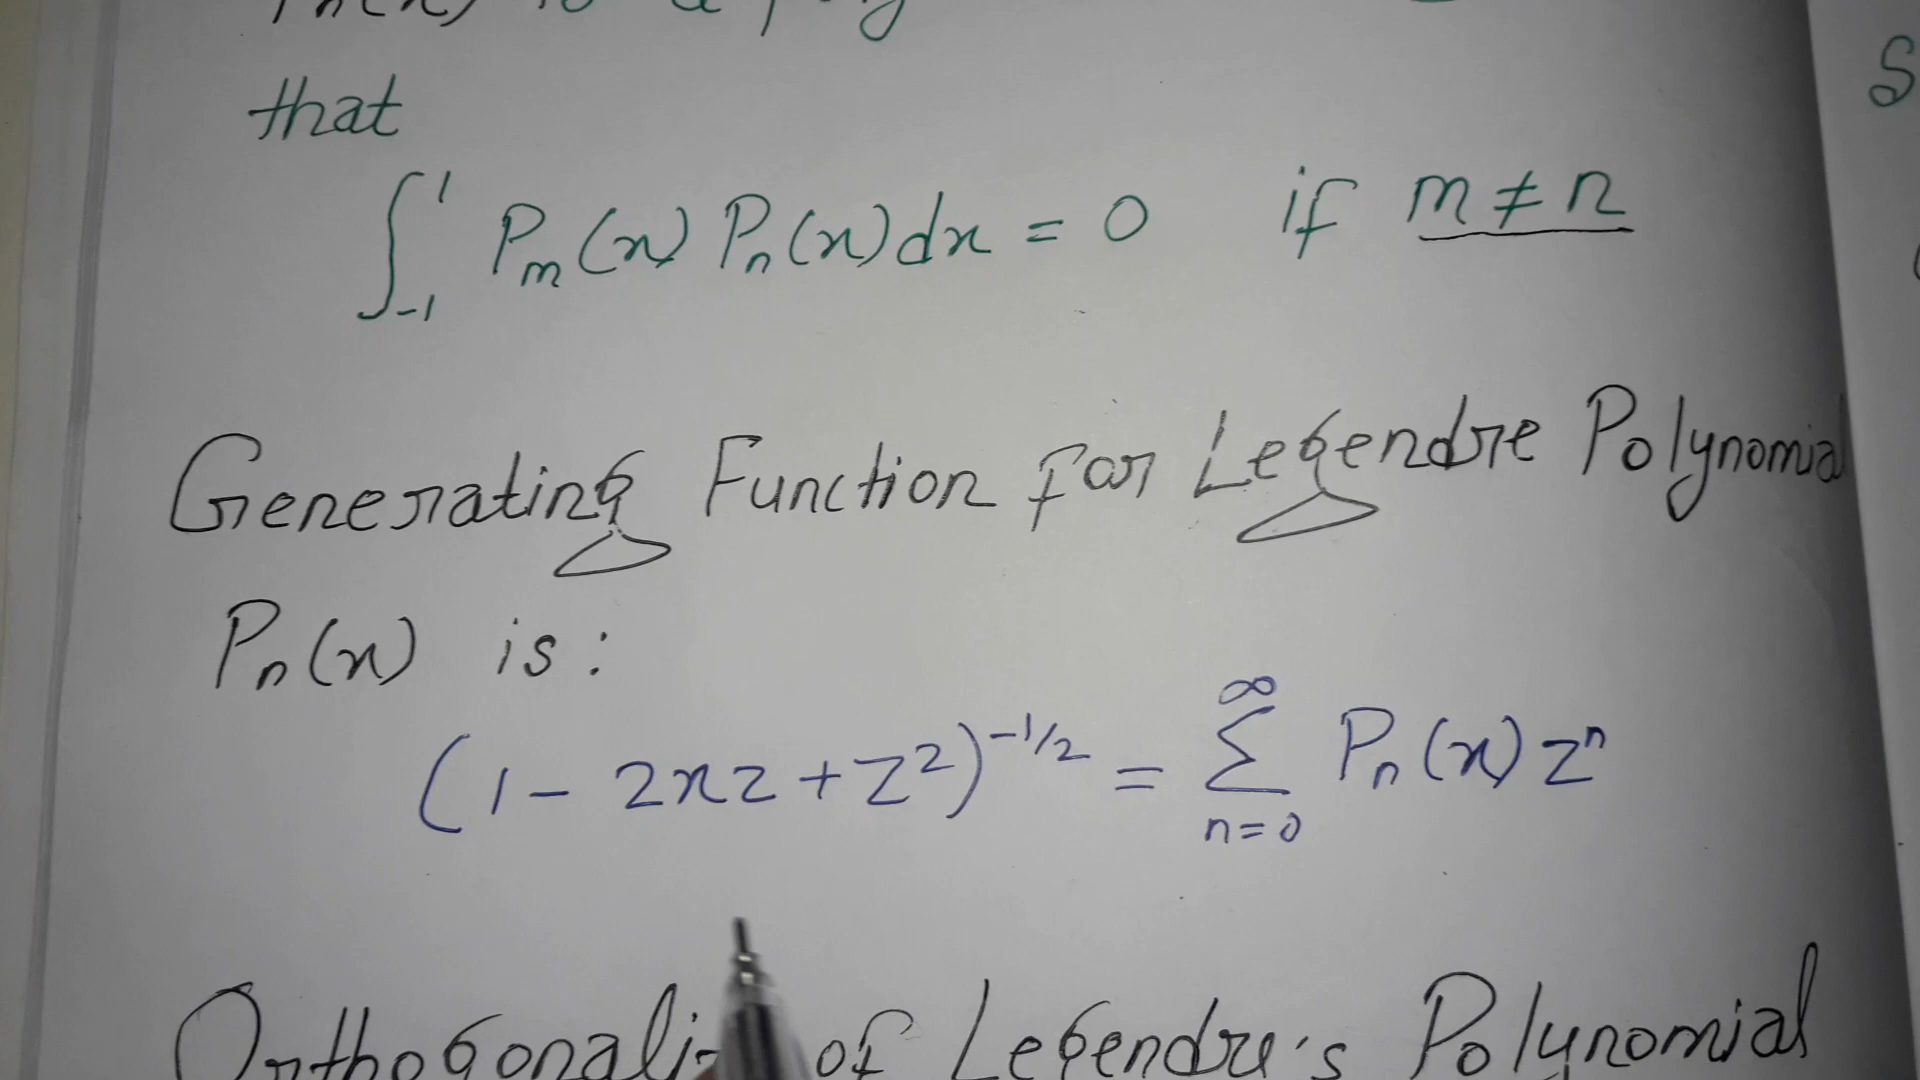 that
∫₋₁¹ Pm(x) Pn(x) dx = 0 if m ≠ n
Generating Function for Legendre Polynomial
Pn(x) is:
(1 - 2xz + z²)^(-1/2) = Σ_{n=0}^{∞} Pn(x) zⁿ
of Legendre's Polynomial